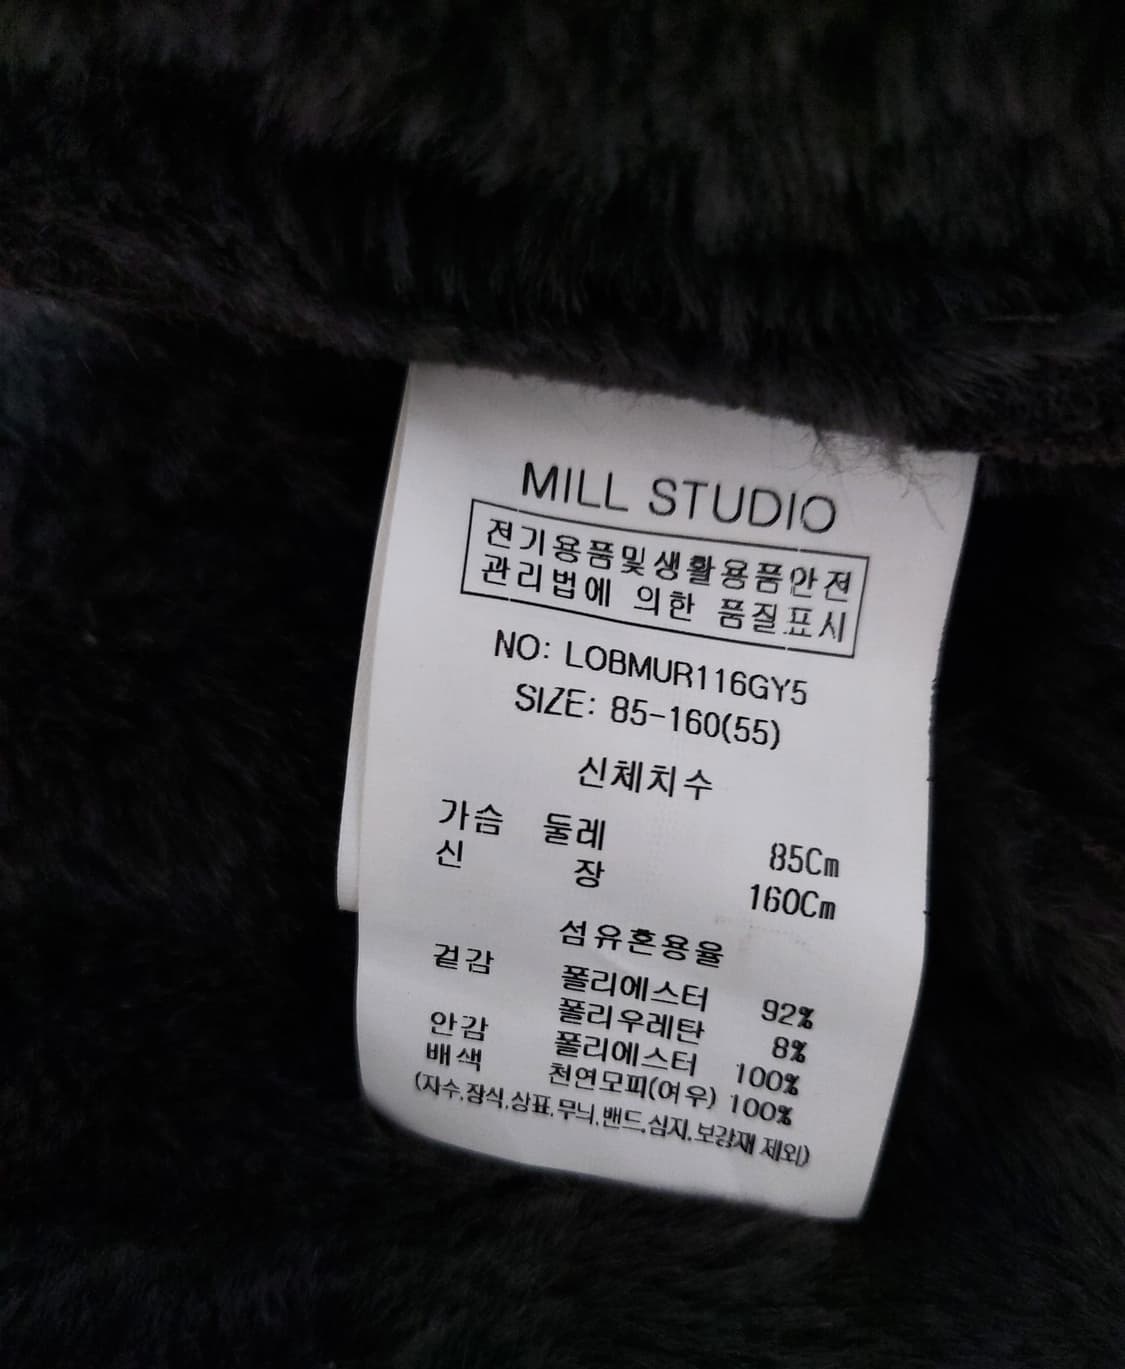 MILL STUDIO
전기용품및생활용품안전
관리법에 의한 품질표시
NO: LOBMUR116GY5
SIZE: 85-160(55)
신체치수
가슴 둘레 85Cm
신 장 160Cm
섬유혼용율
겉감 폴리에스터 92%
폴리우레탄 8%
안감 폴리에스터 100%
배색 천연모피(여우) 100%
(자수.장식.상표.무늬.밴드.심지.보강재 제외)